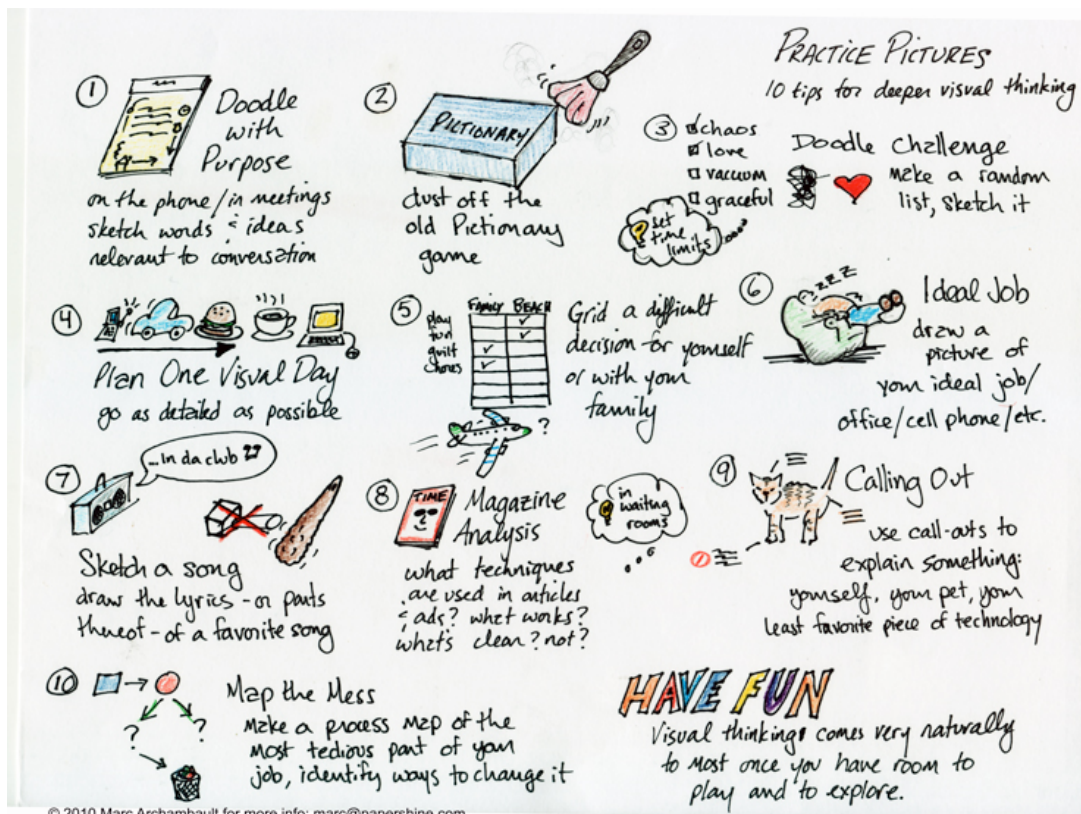 PRACTICE PICTURES
10 tips for deeper visual thinking
1
Doodle
with
Purpose
on the phone/in meetings
sketch words & ideas
relevant to conversation
2
PICTIONARY
dust off the
old Pictionary
game
3
chaos
love
vacuum
graceful
set
time
limits
Doodle Challenge
make a random
list, sketch it
4
Plan One Visual Day
go as detailed as possible
5
FAMILY BEACH
play
fun
guilt
chores
?
Grid a difficult
decision for yourself
or with your
family
6
zzz
Ideal Job
draw a
picture of
your ideal job/
office/cell phone/etc.
7
...in da club
or
Sketch a song
draw the lyrics - or parts
thereof - of a favorite song
8
TIME
Magazine
Analysis
what techniques
are used in articles
& ads? what works?
what's clear? not?
in
waiting
rooms
9
Calling Out
use call-outs to
explain something:
yourself, your pet, your
least favorite piece of technology
10
? ?
Map the Mess
make a process map of the
most tedious part of your
job, identify ways to change it
HAVE FUN
Visual thinking comes very naturally
to most once you have room to
play and to explore.
© 2010 Marc Archambault for more info: marc@papershine.com